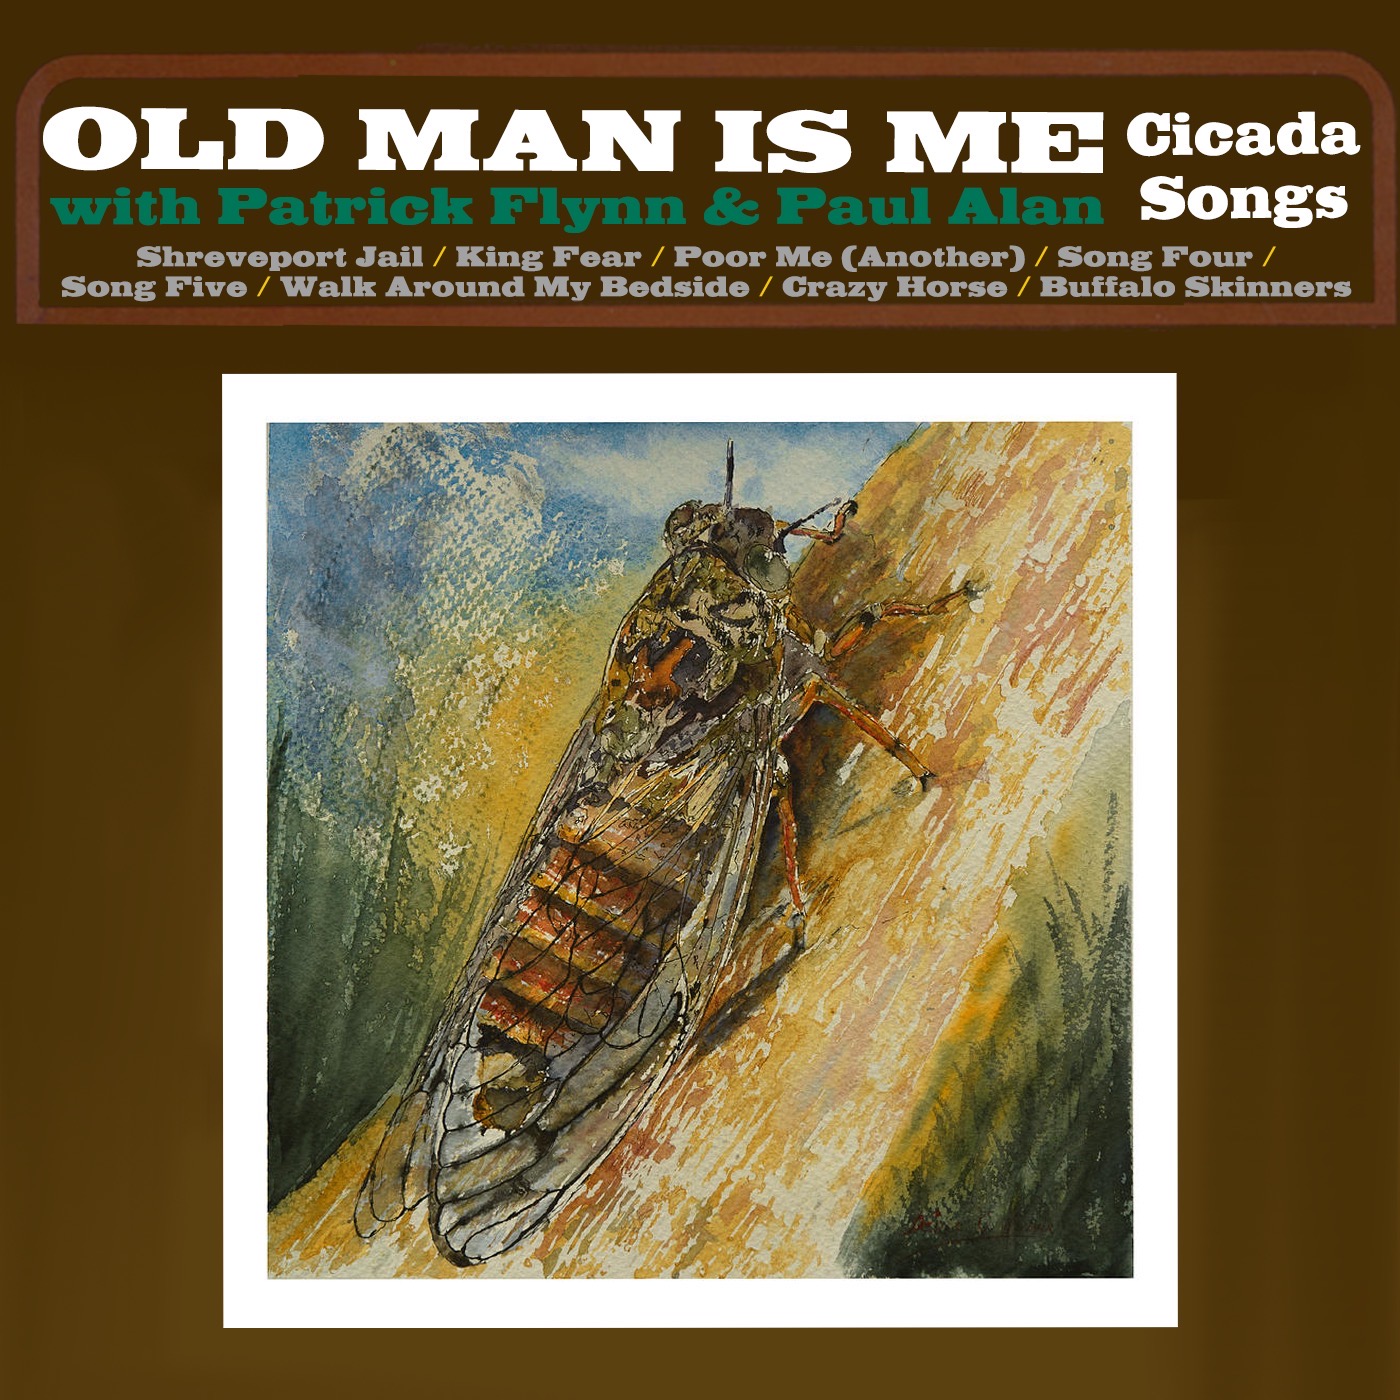 OLD MAN IS ME
with Patrick Flynn & Paul Alan
Cicada
Songs
Shreveport Jail / King Fear / Poor Me (Another) / Song Four /
Song Five / Walk Around My Bedside / Crazy Horse / Buffalo Skinners